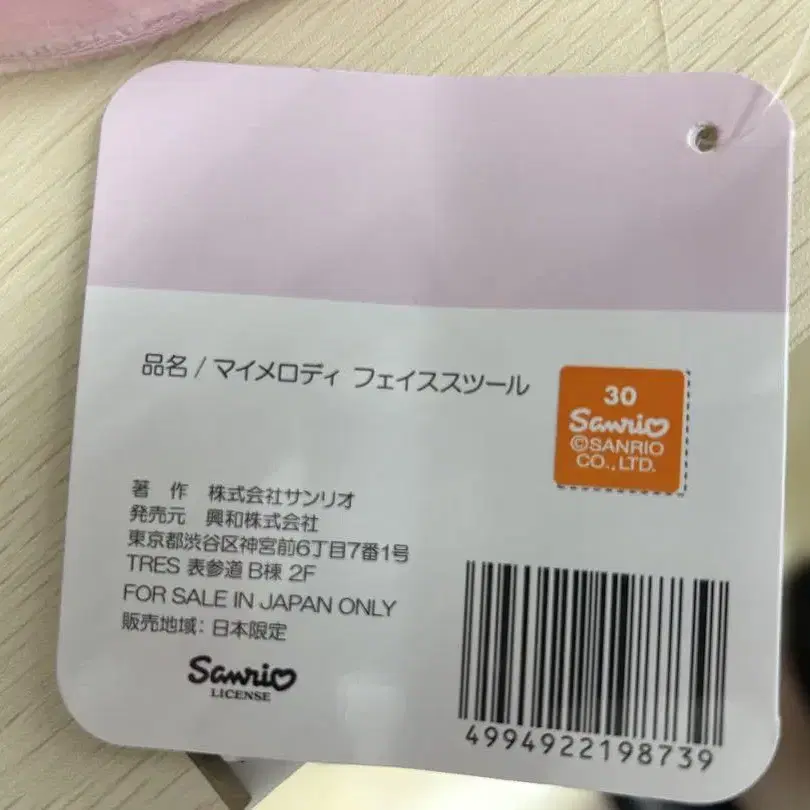 品名/マイメロディ フェイススツール
30
Sanrio
©SANRIO
CO.,LTD.
著 作 株式会社サンリオ
発売元 興和株式会社
東京都渋谷区神宮前6丁目7番1号
TRES 表参道 B棟 2F
FOR SALE IN JAPAN ONLY
販売地域：日本限定
Sanrio
LICENSE
4994922198739